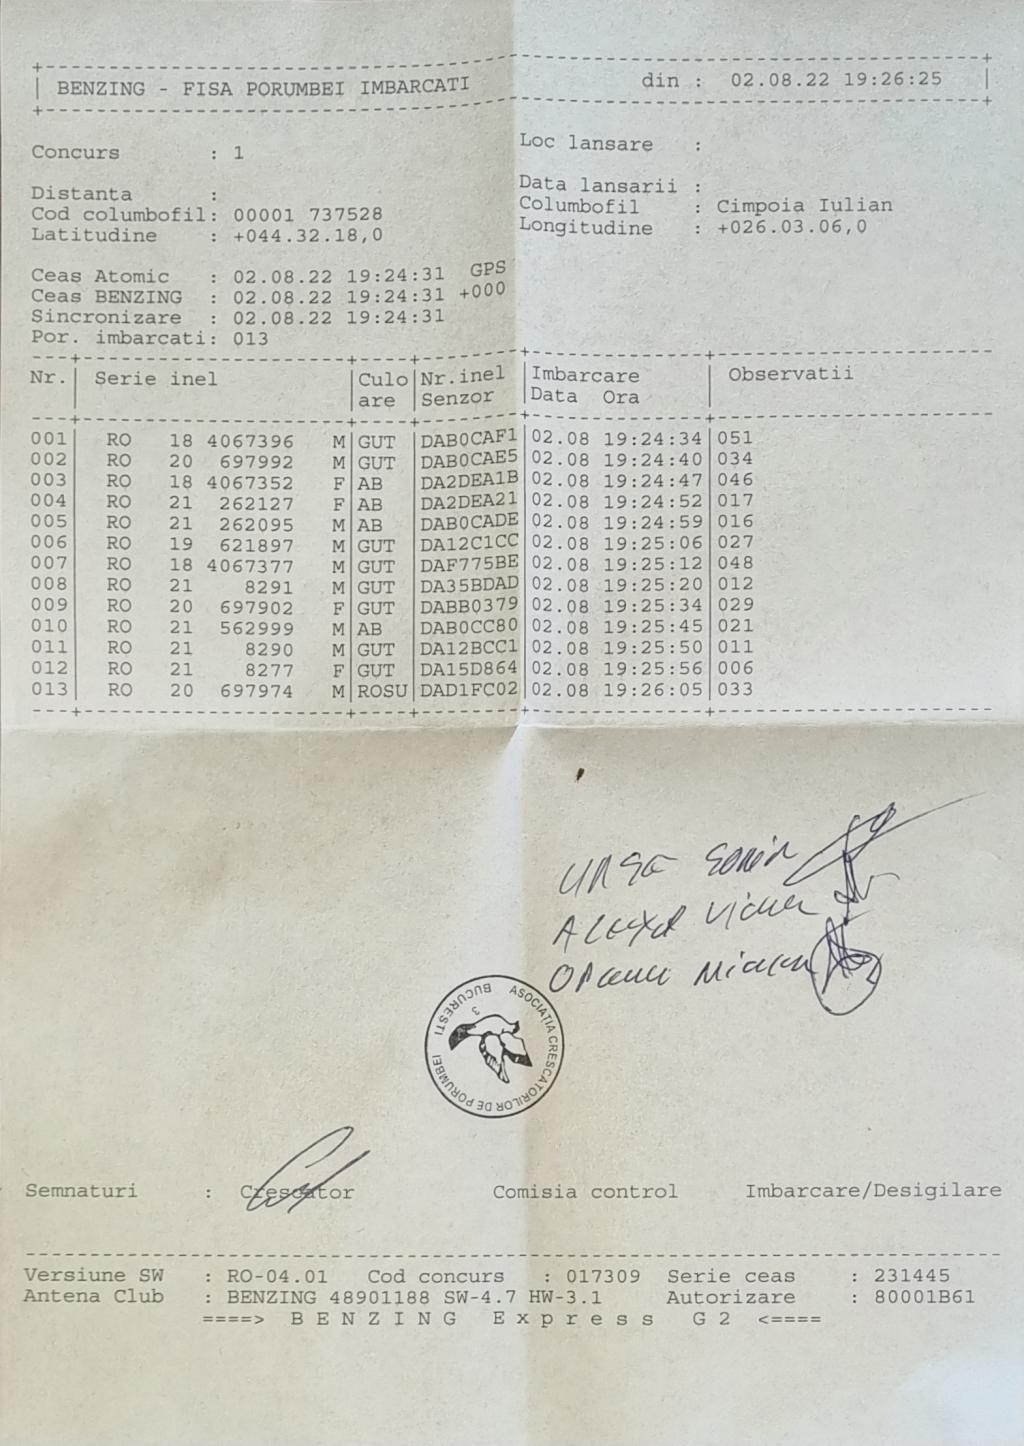 BENZING - FISA PORUMBEI IMBARCATI din : 02.08.22 19:26:25
Concurs : 1 Loc lansare :
Distanta : Data lansarii :
Cod columbofil: 00001 737528 Columbofil : Cimpoia Iulian
Latitudine : +044.32.18,0 Longitudine : +026.03.06,0
Ceas Atomic : 02.08.22 19:24:31 GPS
Ceas BENZING : 02.08.22 19:24:31 +000
Sincronizare : 02.08.22 19:24:31
Por. imbarcati: 013
Nr. Serie inel Culo Nr.inel Imbarcare Observatii
are Senzor Data Ora
001 RO 18 4067396 M GUT DAB0CAF1 02.08 19:24:34 051
002 RO 20 697992 M GUT DAB0CAE5 02.08 19:24:40 034
003 RO 18 4067352 F AB DA2DEA1B 02.08 19:24:47 046
004 RO 21 262127 F AB DA2DEA21 02.08 19:24:52 017
005 RO 21 262095 M AB DAB0CADE 02.08 19:24:59 016
006 RO 19 621897 M GUT DA12C1CC 02.08 19:25:06 027
007 RO 18 4067377 M GUT DAF775BE 02.08 19:25:12 048
008 RO 21 8291 M GUT DA35BDAD 02.08 19:25:20 012
009 RO 20 697902 F GUT DABB0379 02.08 19:25:34 029
010 RO 21 562999 M AB DAB0CC80 02.08 19:25:45 021
011 RO 21 8290 M GUT DA12BCC1 02.08 19:25:50 011
012 RO 21 8277 F GUT DA15D864 02.08 19:25:56 006
013 RO 20 697974 M ROSU DAD1FC02 02.08 19:26:05 033
Sorin
ASOCIAȚIA CRESCATORILOR DE PORUMBEI BUCURESTI
3
Semnaturi : Crescator Comisia control Imbarcare/Desigilare
Versiune SW : RO-04.01 Cod concurs : 017309 Serie ceas : 231445
Antena Club : BENZING 48901188 SW-4.7 HW-3.1 Autorizare : 80001B61
====> B E N Z I N G E x p r e s s G 2 <====